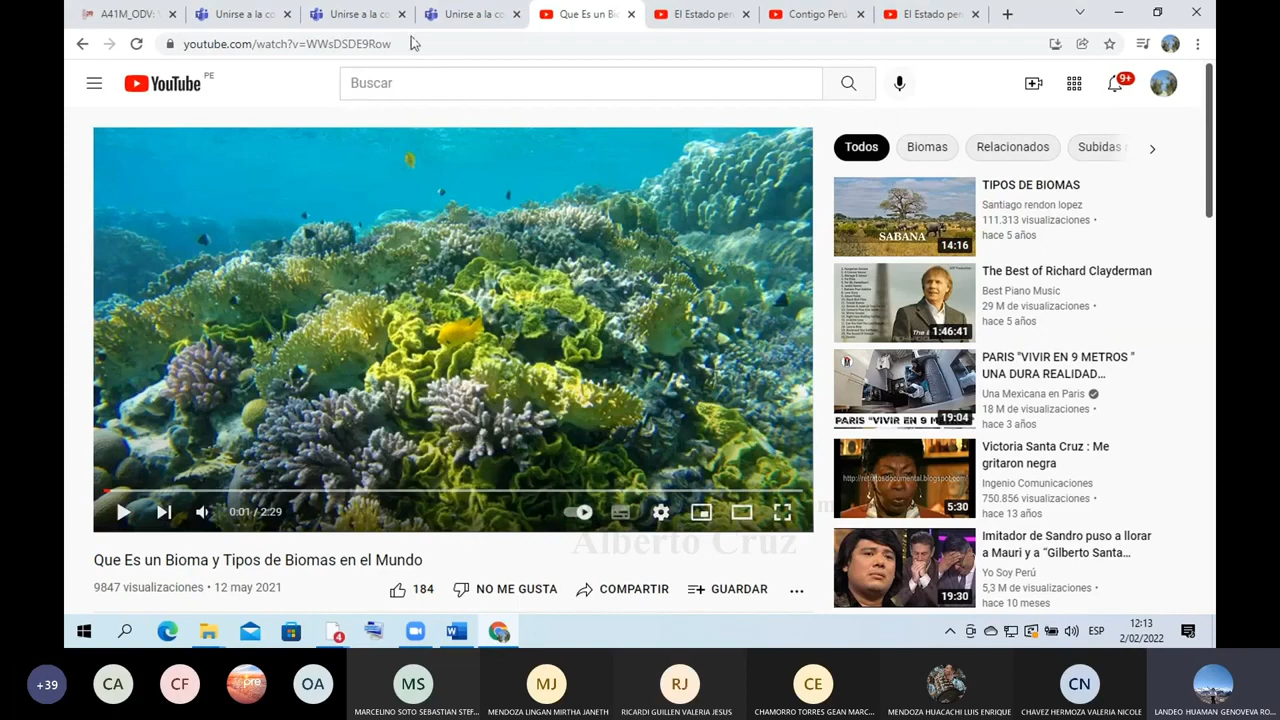 A41M_ODV:
Unirse a la co
Unirse a la co
Unirse a la co
Que Es un Bi
El Estado pen
Contigo Perú
El Estado pen
youtube.com/watch?v=WWsDSDE9Row
YouTube PE
Buscar
9+
Todos
Biomas
Relacionados
Subidas
SABANA
14:16
TIPOS DE BIOMAS
Santiago rendon lopez
111.313 visualizaciones •
hace 5 años
1:46:41
The Best of Richard Clayderman
Best Piano Music
29 M de visualizaciones •
hace 5 años
PARIS "VIVIR EN 9 M
19:04
PARIS "VIVIR EN 9 METROS "
UNA DURA REALIDAD...
Una Mexicana en Paris
18 M de visualizaciones •
hace 3 años
http://retratosdocumental.blogspot.com
5:30
Victoria Santa Cruz : Me
gritaron negra
Ingenio Comunicaciones
750.856 visualizaciones •
hace 13 años
19:30
Imitador de Sandro puso a llorar
a Mauri y a “Gilberto Santa...
Yo Soy Perú
5,3 M de visualizaciones •
hace 10 meses
0:01 / 2:29
Alberto Cruz
Que Es un Bioma y Tipos de Biomas en el Mundo
9847 visualizaciones • 12 may 2021
184
NO ME GUSTA
COMPARTIR
GUARDAR
4
ESP
12:13
2/02/2022
+39
CA
CF
pre
OA
MS
MJ
RJ
CE
CN
MARCELINO SOTO SEBASTIAN STEF...
MENDOZA LINGAN MIRTHA JANETH
RICARDI GUILLEN VALERIA JESUS
CHAMORRO TORRES GEAN MARC...
MENDOZA HUACACHI LUIS ENRIQUE
CHAVEZ HERMOZA VALERIA NICOLE
LANDEO HUAMAN GENOVEVA RO...